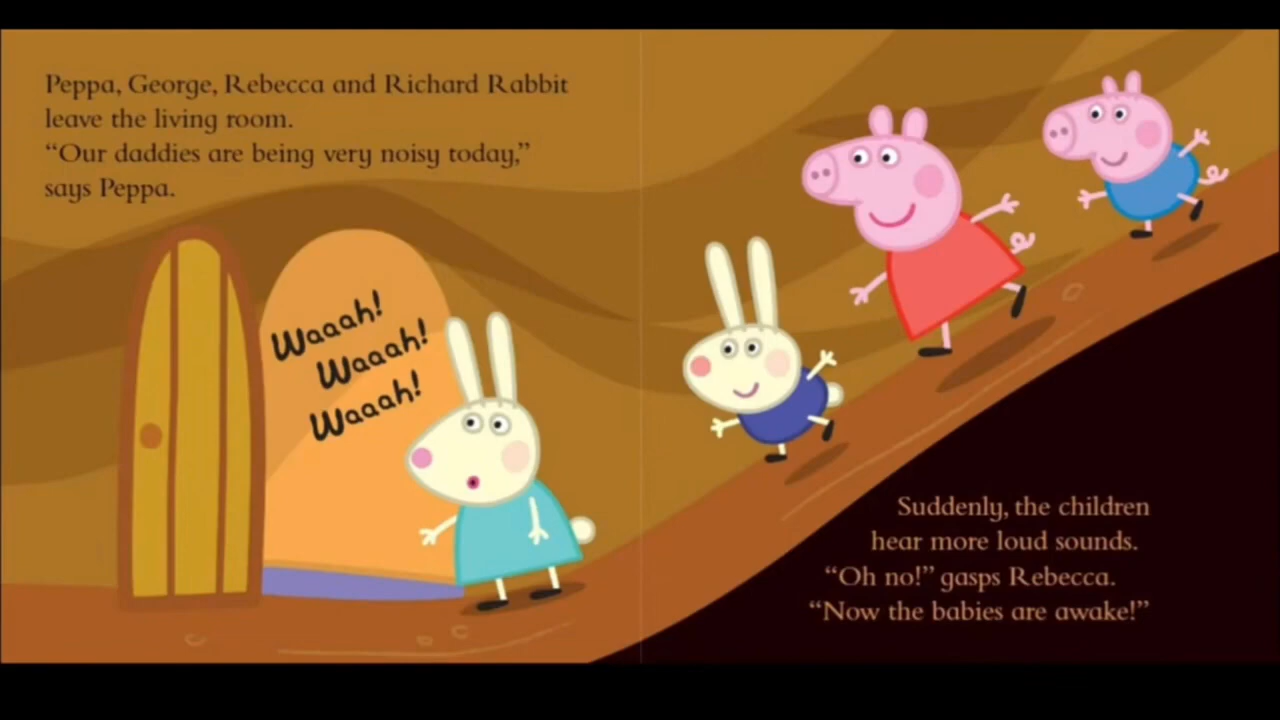 Peppa, George, Rebecca and Richard Rabbit
leave the living room.
“Our daddies are being very noisy today,”
says Peppa.
Waaah!
Waaah!
Waaah!
Suddenly, the children
hear more loud sounds.
“Oh no!” gasps Rebecca.
“Now the babies are awake!”